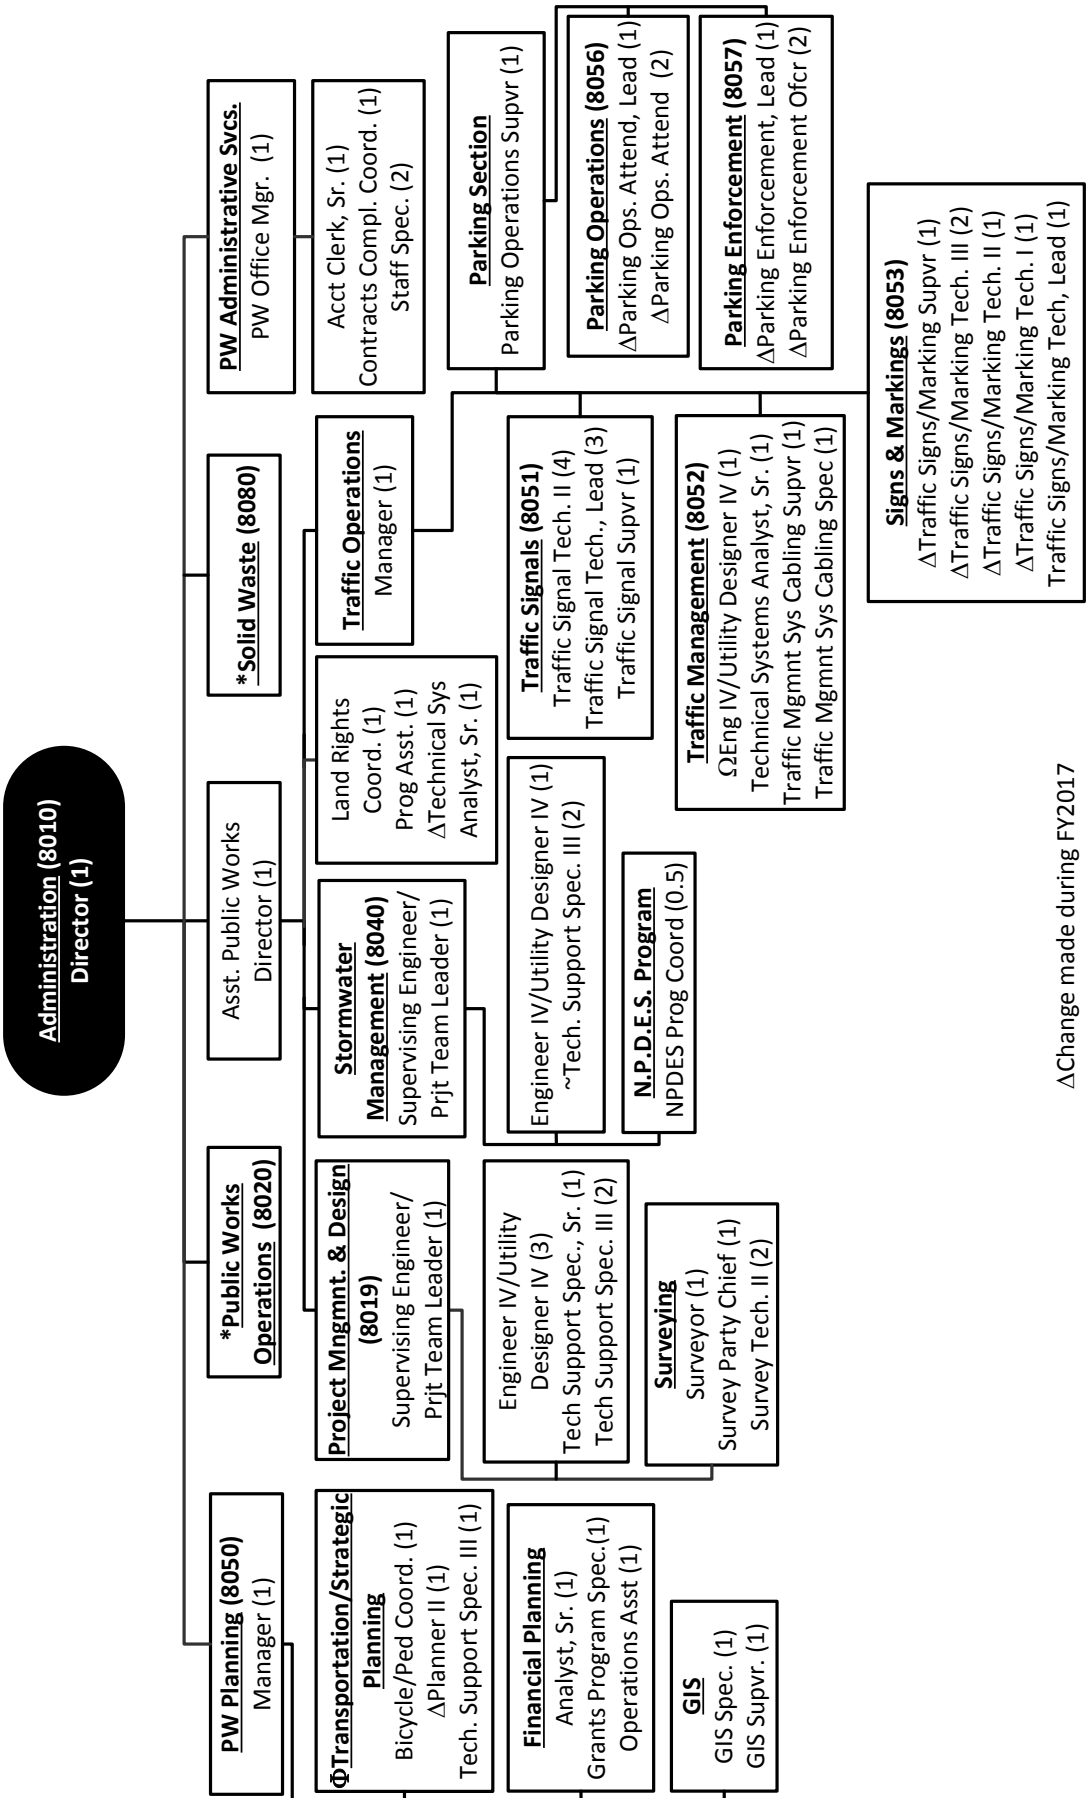 Administration (8010)
Director (1)
PW Planning (8050)
Manager (1)
*Public Works
Operations (8020)
Asst. Public Works
Director (1)
*Solid Waste (8080)
PW Administrative Svcs.
PW Office Mgr. (1)
Acct Clerk, Sr. (1)
Contracts Compl. Coord. (1)
Staff Spec. (2)
ΦTransportation/Strategic
Planning
Bicycle/Ped Coord. (1)
ΔPlanner II (1)
Tech. Support Spec. III (1)
Financial Planning
Analyst, Sr. (1)
Grants Program Spec.(1)
Operations Asst (1)
GIS
GIS Spec. (1)
GIS Supvr. (1)
Project Mngmnt. & Design
(8019)
Supervising Engineer/
Prjt Team Leader (1)
Engineer IV/Utility
Designer IV (3)
Tech Support Spec., Sr. (1)
Tech Support Spec. III (2)
Surveying
Surveyor (1)
Survey Party Chief (1)
Survey Tech. II (2)
Stormwater
Management (8040)
Supervising Engineer/
Prjt Team Leader (1)
Engineer IV/Utility Designer IV (1)
~Tech. Support Spec. III (2)
N.P.D.E.S. Program
NPDES Prog Coord (0.5)
Land Rights
Coord. (1)
Prog Asst. (1)
ΔTechnical Sys
Analyst, Sr. (1)
Traffic Operations
Manager (1)
Traffic Signals (8051)
Traffic Signal Tech. II (4)
Traffic Signal Tech., Lead (3)
Traffic Signal Supvr (1)
Traffic Management (8052)
ΩEng IV/Utility Designer IV (1)
Technical Systems Analyst, Sr. (1)
Traffic Mgmnt Sys Cabling Supvr (1)
Traffic Mgmnt Sys Cabling Spec (1)
Signs & Markings (8053)
ΔTraffic Signs/Marking Supvr (1)
ΔTraffic Signs/Marking Tech. III (2)
ΔTraffic Signs/Marking Tech. II (1)
ΔTraffic Signs/Marking Tech. I (1)
Traffic Signs/Marking Tech, Lead (1)
Parking Section
Parking Operations Supvr (1)
Parking Operations (8056)
ΔParking Ops. Attend, Lead (1)
ΔParking Ops. Attend (2)
Parking Enforcement (8057)
ΔParking Enforcement, Lead (1)
ΔParking Enforcement Ofcr (2)
ΔChange made during FY2017